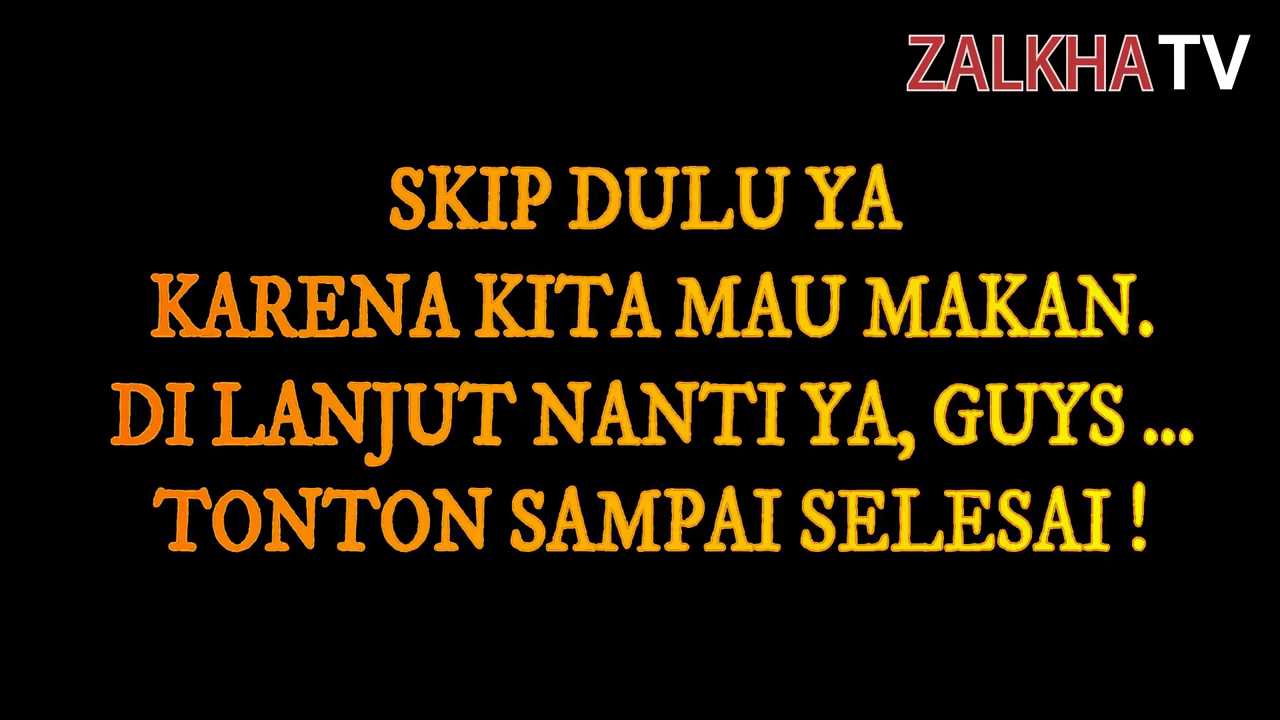 ZALKHA TV
SKIP DULU YA
KARENA KITA MAU MAKAN.
DI LANJUT NANTI YA, GUYS ...
TONTON SAMPAI SELESAI !